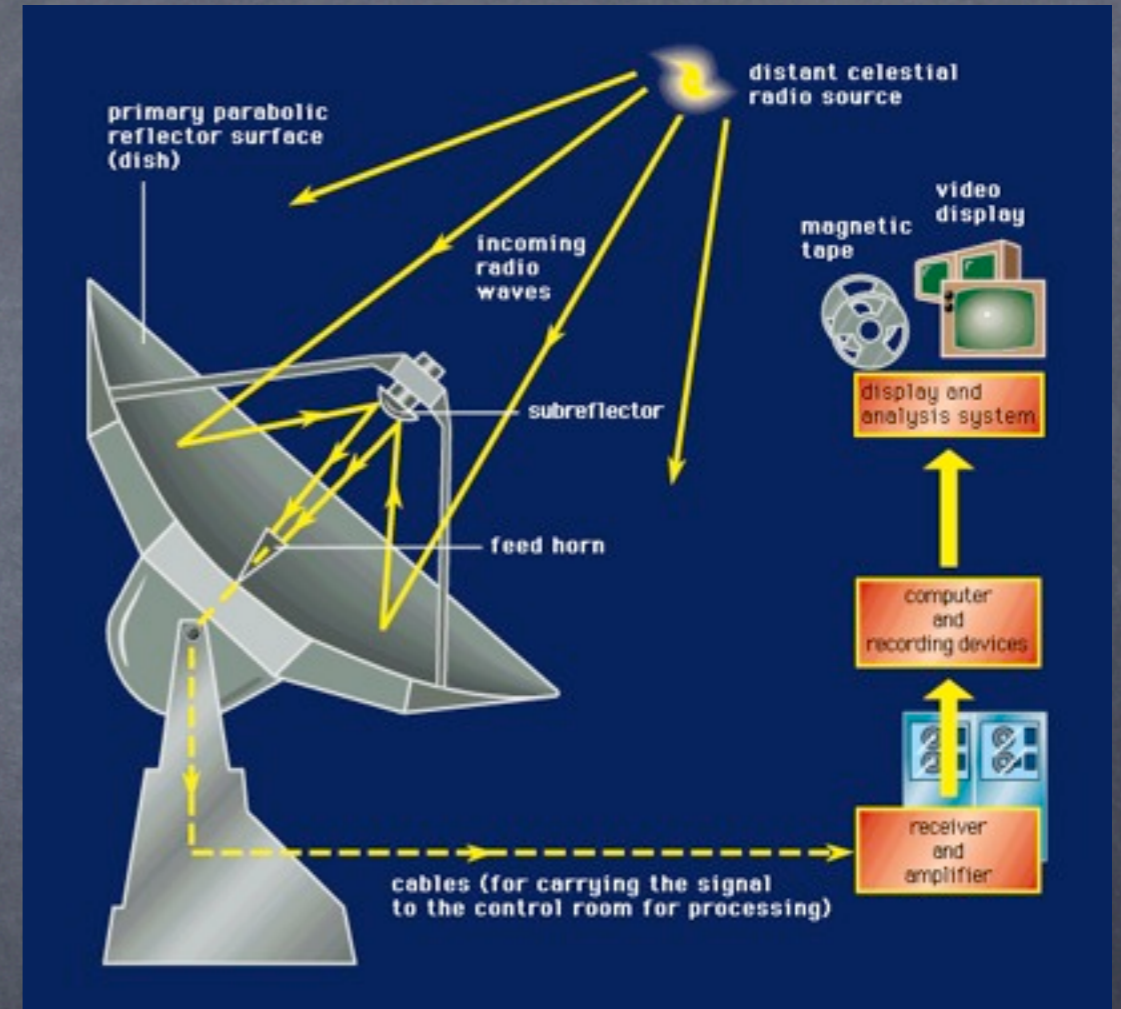 distant celestial
radio source
primary parabolic
reflector surface
(dish)
incoming
radio
waves
video
display
magnetic
tape
subreflector
display and
analysis system
feed horn
computer
and
recording devices
receiver
and
amplifier
cables (for carrying the signal
to the control room for processing)